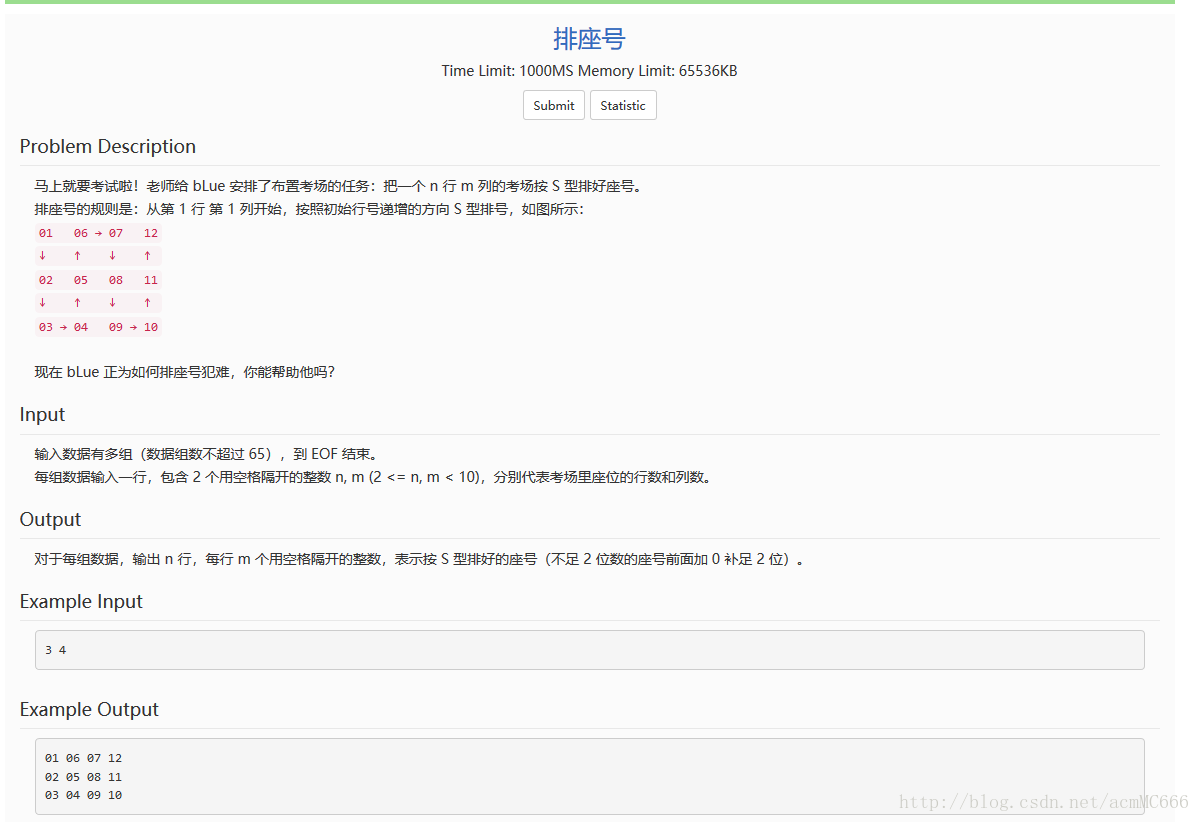 排座号
Time Limit: 1000MS Memory Limit: 65536KB
Submit Statistic
Problem Description
马上就要考试啦！老师给 bLue 安排了布置考场的任务：把一个 n 行 m 列的考场按 S 型排好座号。
排座号的规则是：从第 1 行 第 1 列开始，按照初始行号递增的方向 S 型排号，如图所示：
01 06 → 07 12
↓ ↑ ↓ ↑
02 05 08 11
↓ ↑ ↓ ↑
03 → 04 09 → 10
现在 bLue 正为如何排座号犯难，你能帮助他吗？
Input
输入数据有多组（数据组数不超过 65），到 EOF 结束。
每组数据输入一行，包含 2 个用空格隔开的整数 n, m (2 <= n, m < 10)，分别代表考场里座位的行数和列数。
Output
对于每组数据，输出 n 行，每行 m 个用空格隔开的整数，表示按 S 型排好的座号（不足 2 位数的座号前面加 0 补足 2 位）。
Example Input
3 4
Example Output
01 06 07 12
02 05 08 11
03 04 09 10
http://blog.csdn.net/acmMC666